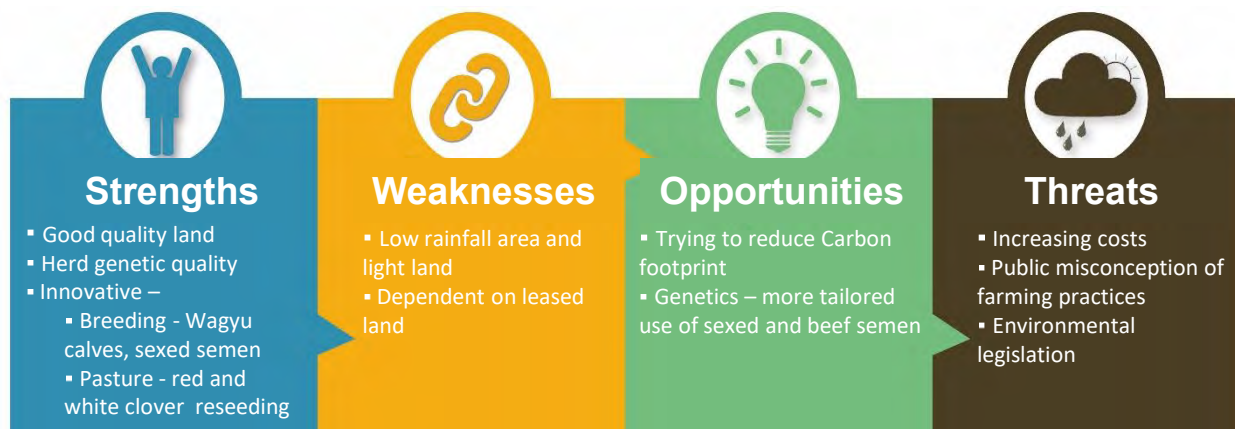 Strengths
▪ Good quality land
▪ Herd genetic quality
▪ Innovative –
▪ Breeding - Wagyu
calves, sexed semen
▪ Pasture - red and
white clover reseeding
Weaknesses
▪ Low rainfall area and
light land
▪ Dependent on leased
land
Opportunities
▪ Trying to reduce Carbon
footprint
▪ Genetics – more tailored
use of sexed and beef semen
Threats
▪ Increasing costs
▪ Public misconception of
farming practices
▪ Environmental
legislation